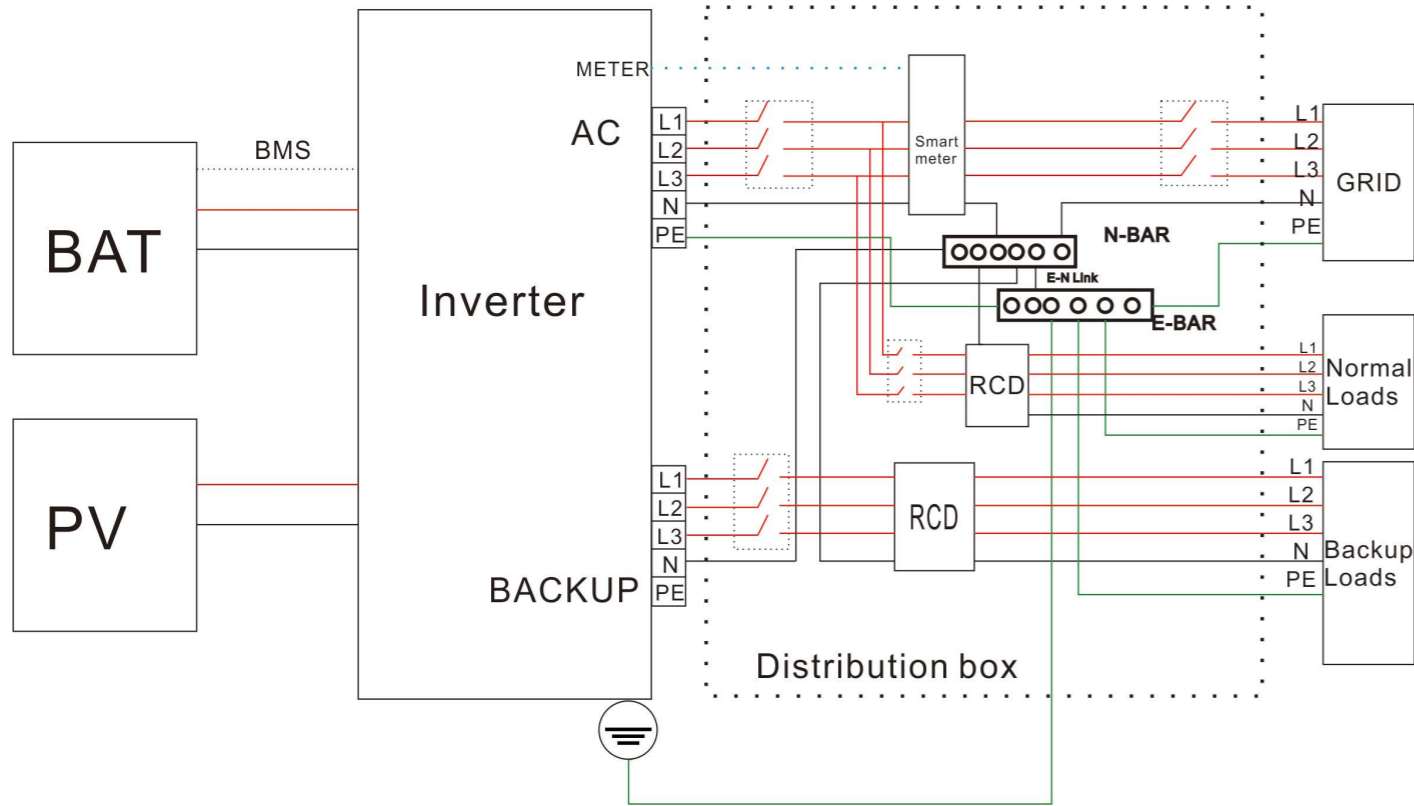 METER
AC
L1
L2
L3
N
PE
BMS
BAT
Inverter
PV
L1
L2
L3
N
PE
BACKUP
Smart
meter
N-BAR
E-N Link
E-BAR
RCD
RCD
Distribution box
L1
L2
L3
N
PE
GRID
L1
L2
L3
N
PE
Normal
Loads
L1
L2
L3
N
PE
Backup
Loads